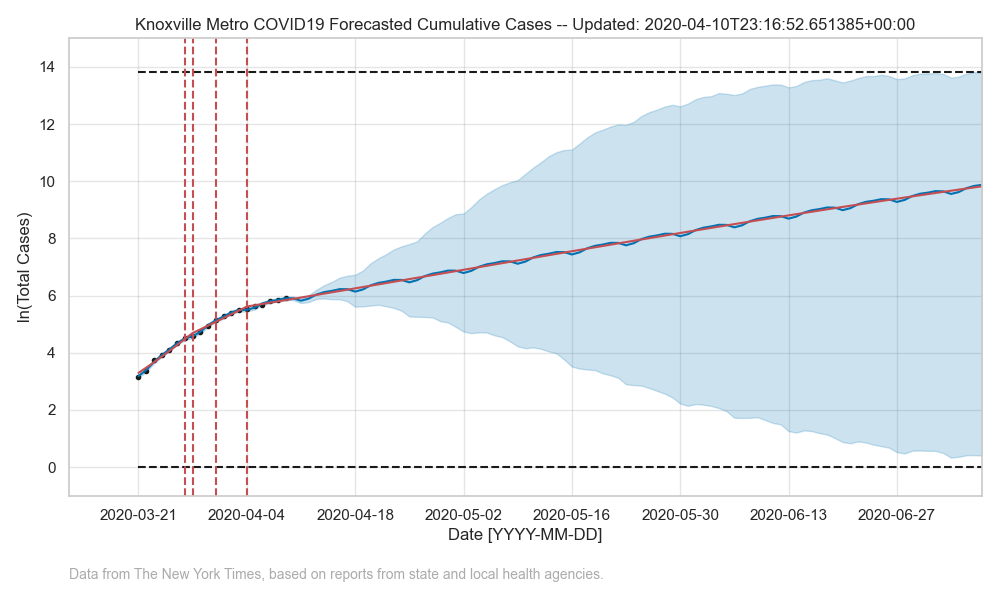 Knoxville Metro COVID19 Forecasted Cumulative Cases -- Updated: 2020-04-10T23:16:52.651385+00:00
ln(Total Cases)
14
12
10
8
6
4
2
0
2020-03-21 2020-04-04 2020-04-18 2020-05-02 2020-05-16 2020-05-30 2020-06-13 2020-06-27
Date [YYYY-MM-DD]
Data from The New York Times, based on reports from state and local health agencies.